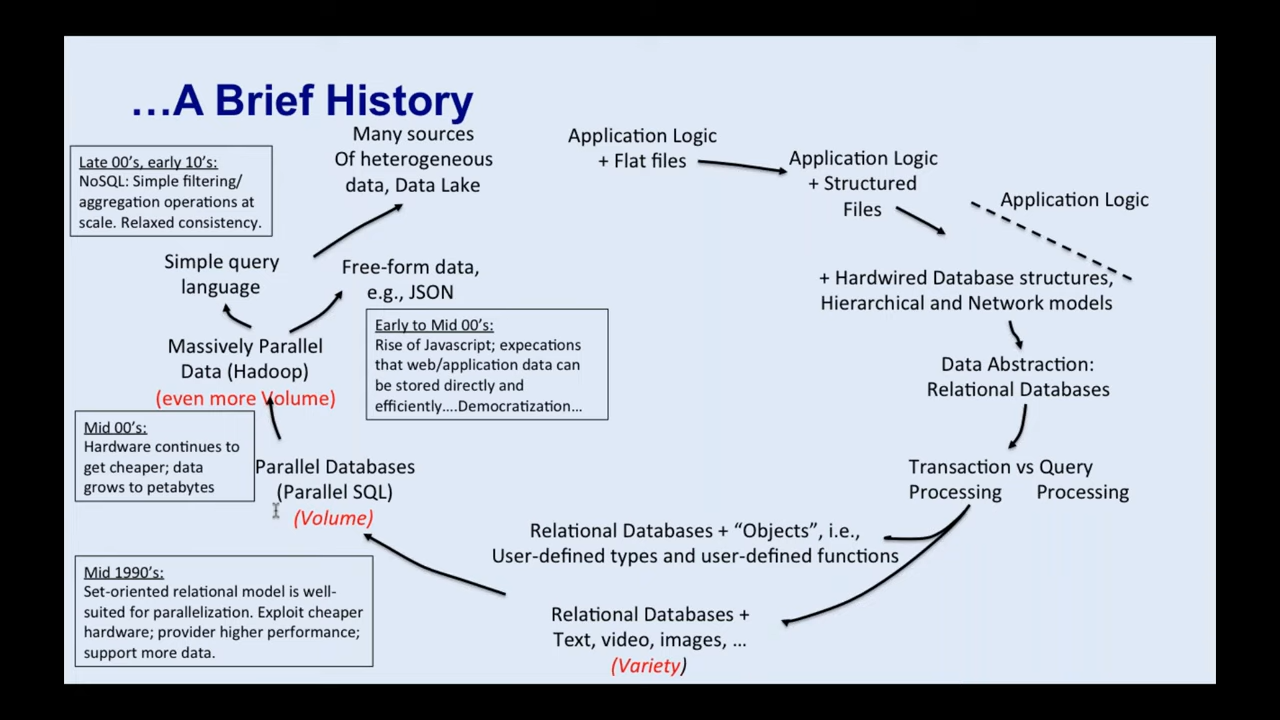 …A Brief History
Many sources
Of heterogeneous
data, Data Lake
Application Logic
+ Flat files
Application Logic
+ Structured
Files
Application Logic
+ Hardwired Database structures,
Hierarchical and Network models
Data Abstraction:
Relational Databases
Transaction vs Query
Processing Processing
Relational Databases + “Objects”, i.e.,
User-defined types and user-defined functions
Relational Databases +
Text, video, images, …
(Variety)
Parallel Databases
(Parallel SQL)
(Volume)
Mid 1990’s:
Set-oriented relational model is well-
suited for parallelization. Exploit cheaper
hardware; provider higher performance;
support more data.
Massively Parallel
Data (Hadoop)
(even more Volume)
Mid 00’s:
Hardware continues to
get cheaper; data
grows to petabytes
Simple query
language
Free-form data,
e.g., JSON
Early to Mid 00’s:
Rise of Javascript; expecations
that web/application data can
be stored directly and
efficiently….Democratization…
Late 00’s, early 10’s:
NoSQL: Simple filtering/
aggregation operations at
scale. Relaxed consistency.